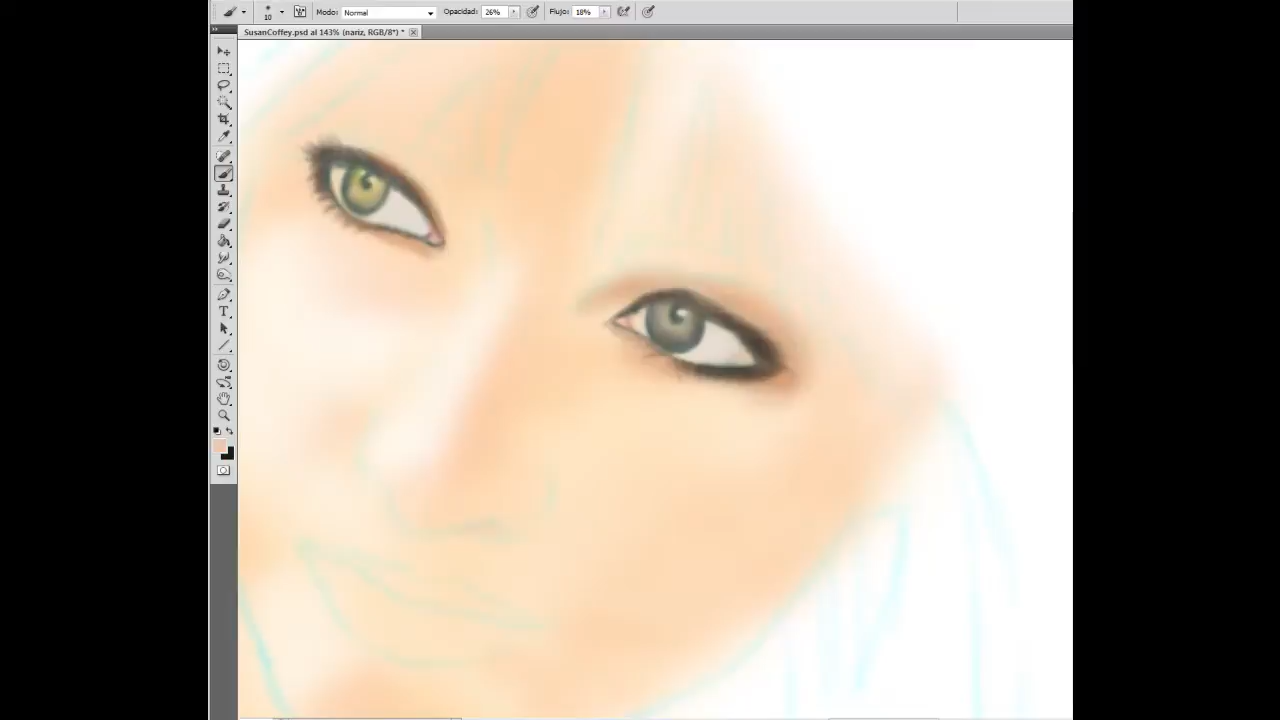 10 Modo: Normal Opacidad: 26% Flujo: 18%
SusanCoffey.psd al 143% (nariz, RGB/8*) *
T